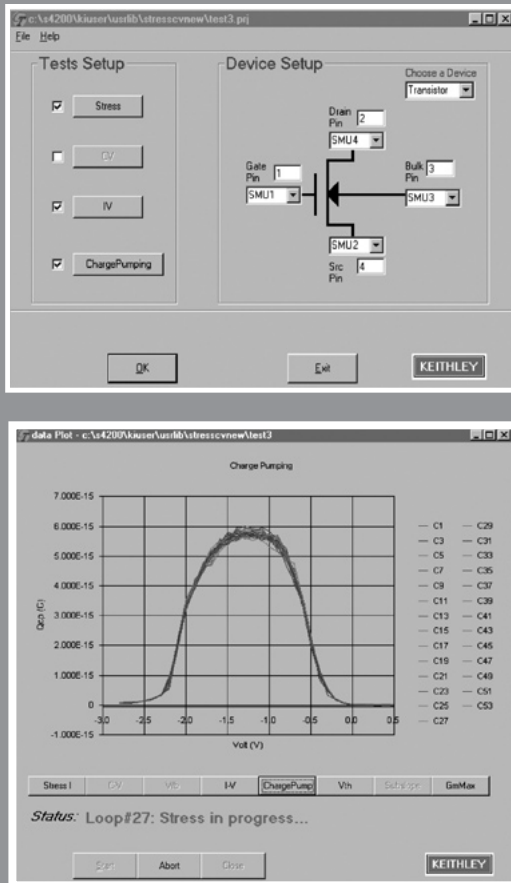 c:\s4200\kiuser\usrlib\stresscvnew\test3.prj
File Help
Tests Setup
Stress
CV
IV
ChargePumping
Device Setup
Choose a Device
Transistor
Drain Pin 2
SMU4
Gate Pin 1
SMU1
Bulk Pin 3
SMU3
SMU2
Src Pin 4
OK
Exit
KEITHLEY
data Plot - c:\s4200\kiuser\usrlib\stresscvnew\test3
Charge Pumping
7.000E-15
6.000E-15
5.000E-15
4.000E-15
3.000E-15
2.000E-15
1.000E-15
0
-1.000E-15
Qcp (C)
-3.0 -2.5 -2.0 -1.5 -1.0 -0.5 0.0 0.5
Volt (V)
C1 C29
C3 C31
C5 C33
C7 C35
C9 C37
C11 C39
C13 C41
C15 C43
C17 C45
C19 C47
C21 C49
C23 C51
C25 C53
C27
Stress I C-V Vfb I-V ChargePump Vth Subslope GmMax
Status: Loop#27: Stress in progress...
Start Abort Close
KEITHLEY